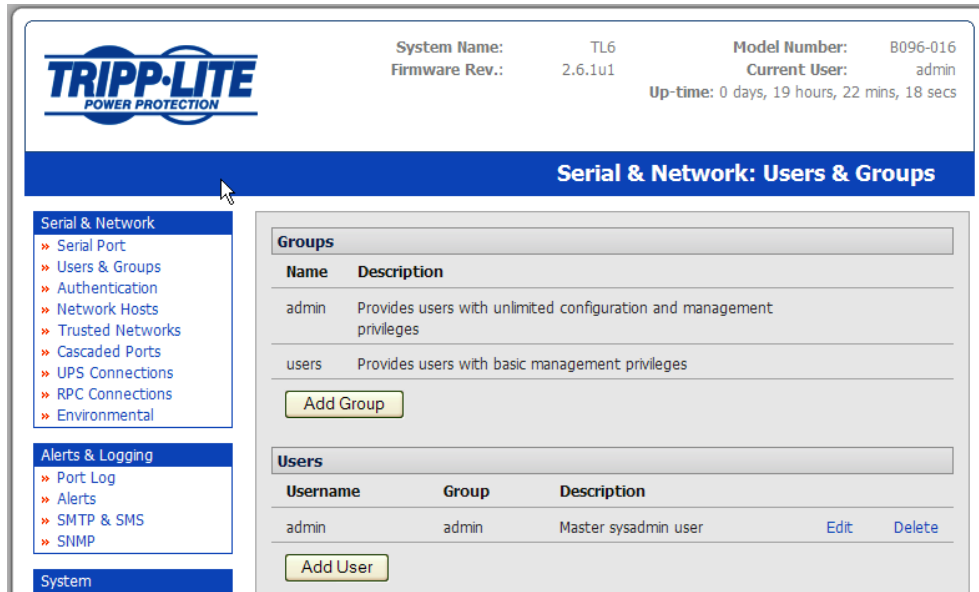 TRIPP·LITE
POWER PROTECTION
System Name: TL6 Model Number: B096-016
Firmware Rev.: 2.6.1u1 Current User: admin
Up-time: 0 days, 19 hours, 22 mins, 18 secs
Serial & Network: Users & Groups
Serial & Network
» Serial Port
» Users & Groups
» Authentication
» Network Hosts
» Trusted Networks
» Cascaded Ports
» UPS Connections
» RPC Connections
» Environmental
Alerts & Logging
» Port Log
» Alerts
» SMTP & SMS
» SNMP
System
Groups
Name Description
admin Provides users with unlimited configuration and management
privileges
users Provides users with basic management privileges
Add Group
Users
Username Group Description
admin admin Master sysadmin user Edit Delete
Add User